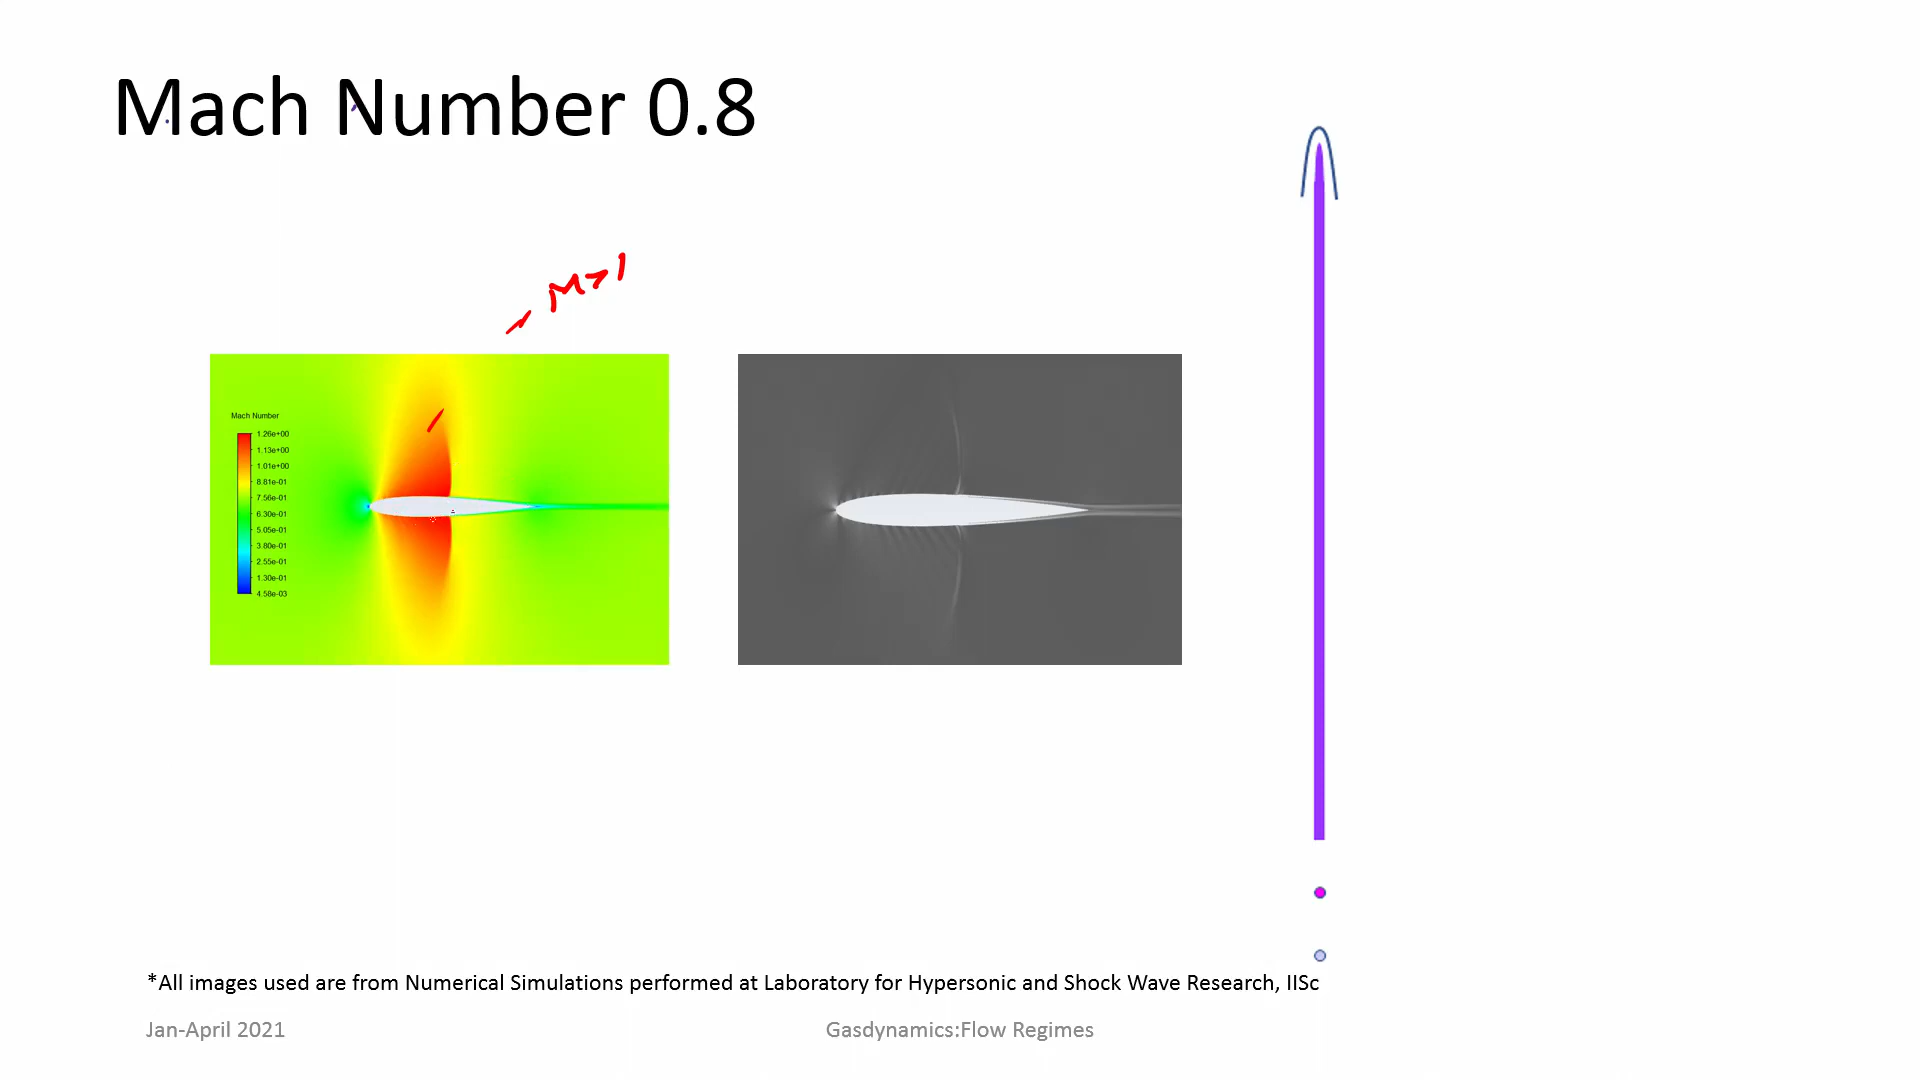 Mach Number 0.8
M>1
Mach Number
1.26e+00
1.13e+00
1.01e+00
8.81e-01
7.56e-01
6.30e-01
5.05e-01
3.80e-01
2.55e-01
1.30e-01
4.58e-03
*All images used are from Numerical Simulations performed at Laboratory for Hypersonic and Shock Wave Research, IISc
Jan-April 2021
Gasdynamics:Flow Regimes